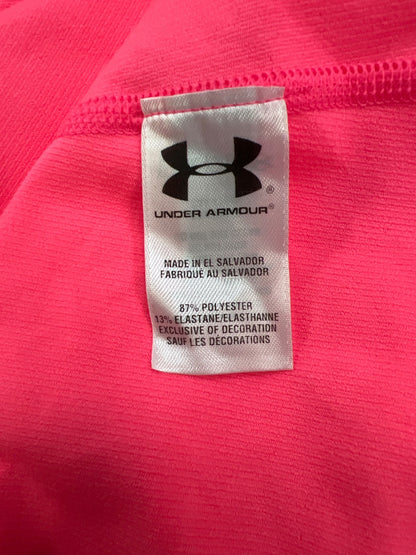 UNDER ARMOUR®
MADE IN EL SALVADOR
FABRIQUÉ AU SALVADOR
87% POLYESTER
13% ELASTANE/ELASTHANNE
EXCLUSIVE OF DECORATION
SAUF LES DÉCORATIONS